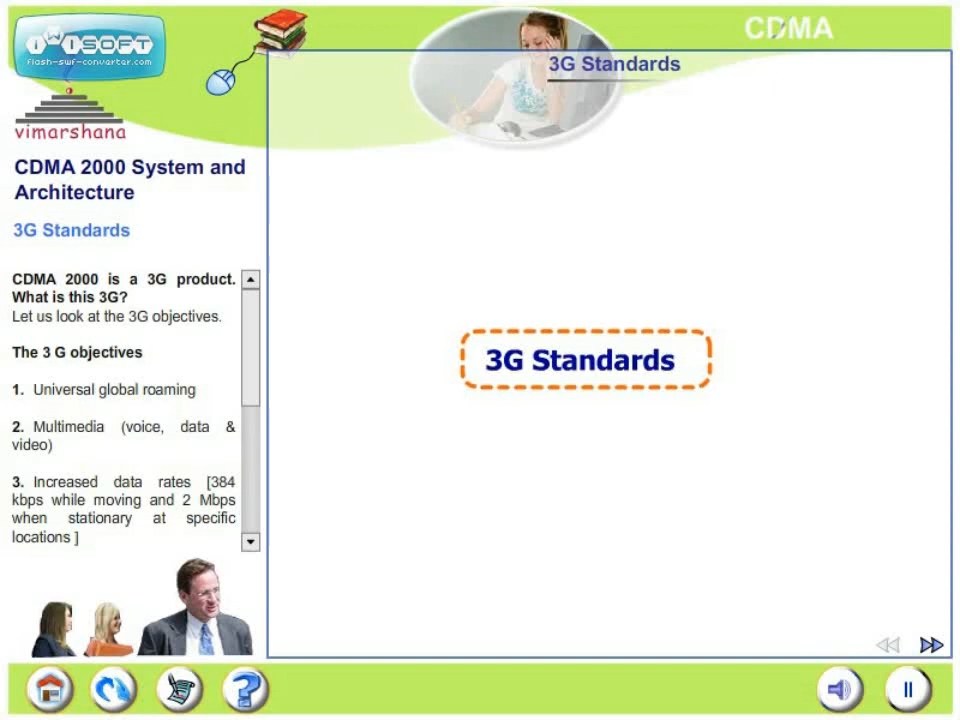 iWiSOFT
flash-swf-converter.com
vimarshana
CDMA
3G Standards
CDMA 2000 System and
Architecture
3G Standards
CDMA 2000 is a 3G product.
What is this 3G?
Let us look at the 3G objectives.
The 3 G objectives
1. Universal global roaming
2. Multimedia (voice, data &
video)
3. Increased data rates [384
kbps while moving and 2 Mbps
when stationary at specific
locations ]
3G Standards